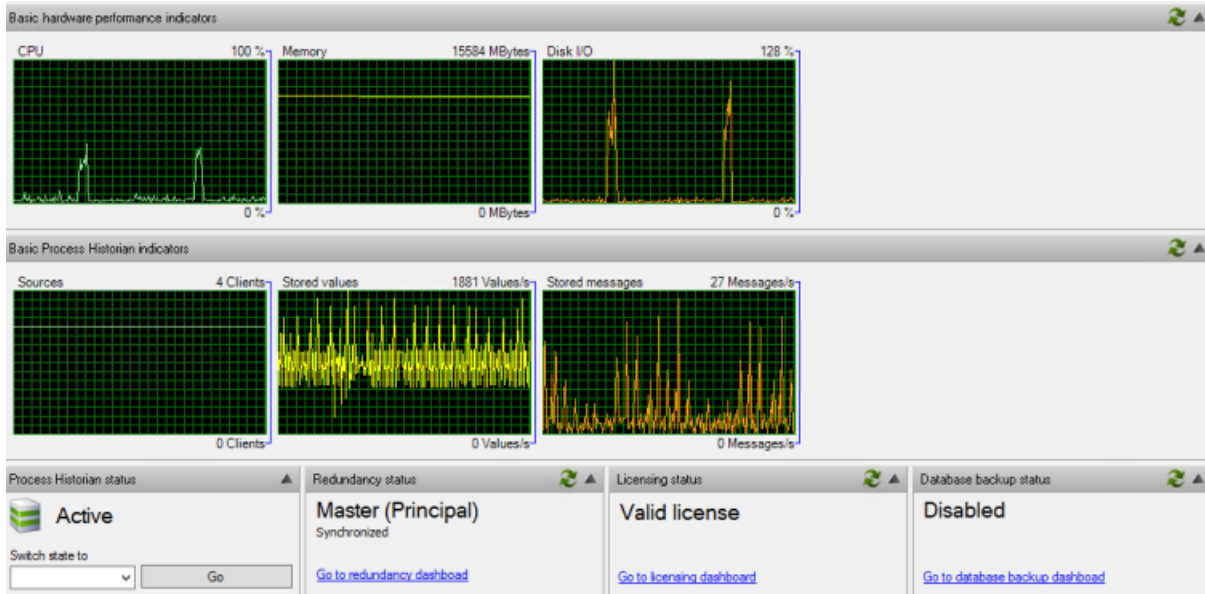 Basic hardware performance indicators
CPU 100 % Memory 15584 MBytes Disk I/O 128 %
0 % 0 MBytes 0 %
Basic Process Historian indicators
Sources 4 Clients Stored values 1881 Values/s Stored messages 27 Messages/s
0 Clients 0 Values/s 0 Messages/s
Process Historian status Redundancy status Licensing status Database backup status
Active Master (Principal) Valid license Disabled
Synchronized
Switch state to
Go Go to redundancy dashboad Go to licensing dashboard Go to database backup dashboad